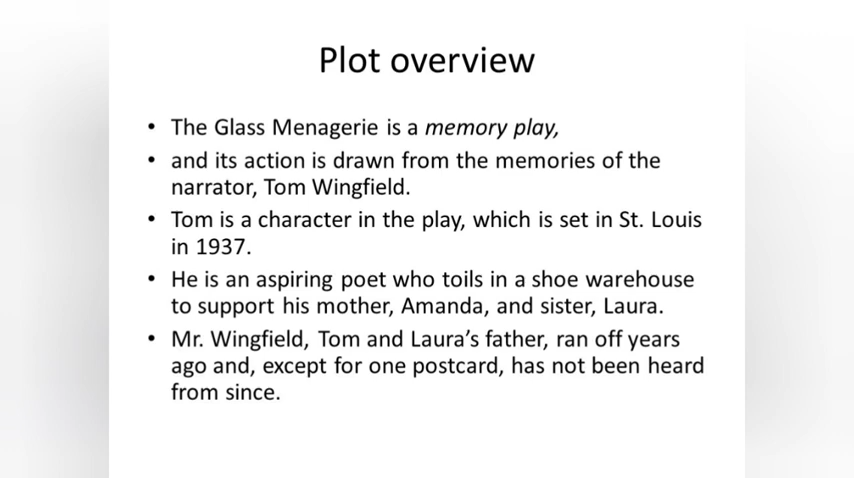 Plot overview
• The Glass Menagerie is a memory play,
• and its action is drawn from the memories of the
narrator, Tom Wingfield.
• Tom is a character in the play, which is set in St. Louis
in 1937.
• He is an aspiring poet who toils in a shoe warehouse
to support his mother, Amanda, and sister, Laura.
• Mr. Wingfield, Tom and Laura’s father, ran off years
ago and, except for one postcard, has not been heard
from since.